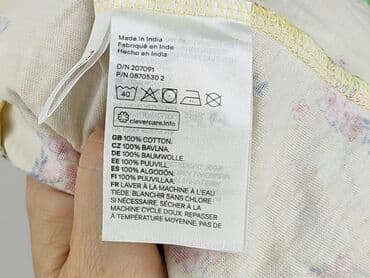 Made in India
Fabriqué en Inde
Hecho en India
O/N 207091
P/N 0870530 2
40
clevercare.info
GB 100% COTTON.
CZ 100% BAVLNA.
DE 100% BAUMWOLLE.
EE 100% PUUVILL.
ES 100% ALGODÓN.
FI 100% PUUVILLAA.
FR LAVER À LA MACHINE À L'EAU
TIÈDE. BLANCHIR SANS CHLORE
SI NÉCESSAIRE. SÉCHER À LA
MACHINE CYCLE DOUX. REPASSER
À TEMPÉRATURE MOYENNE. PAS DE